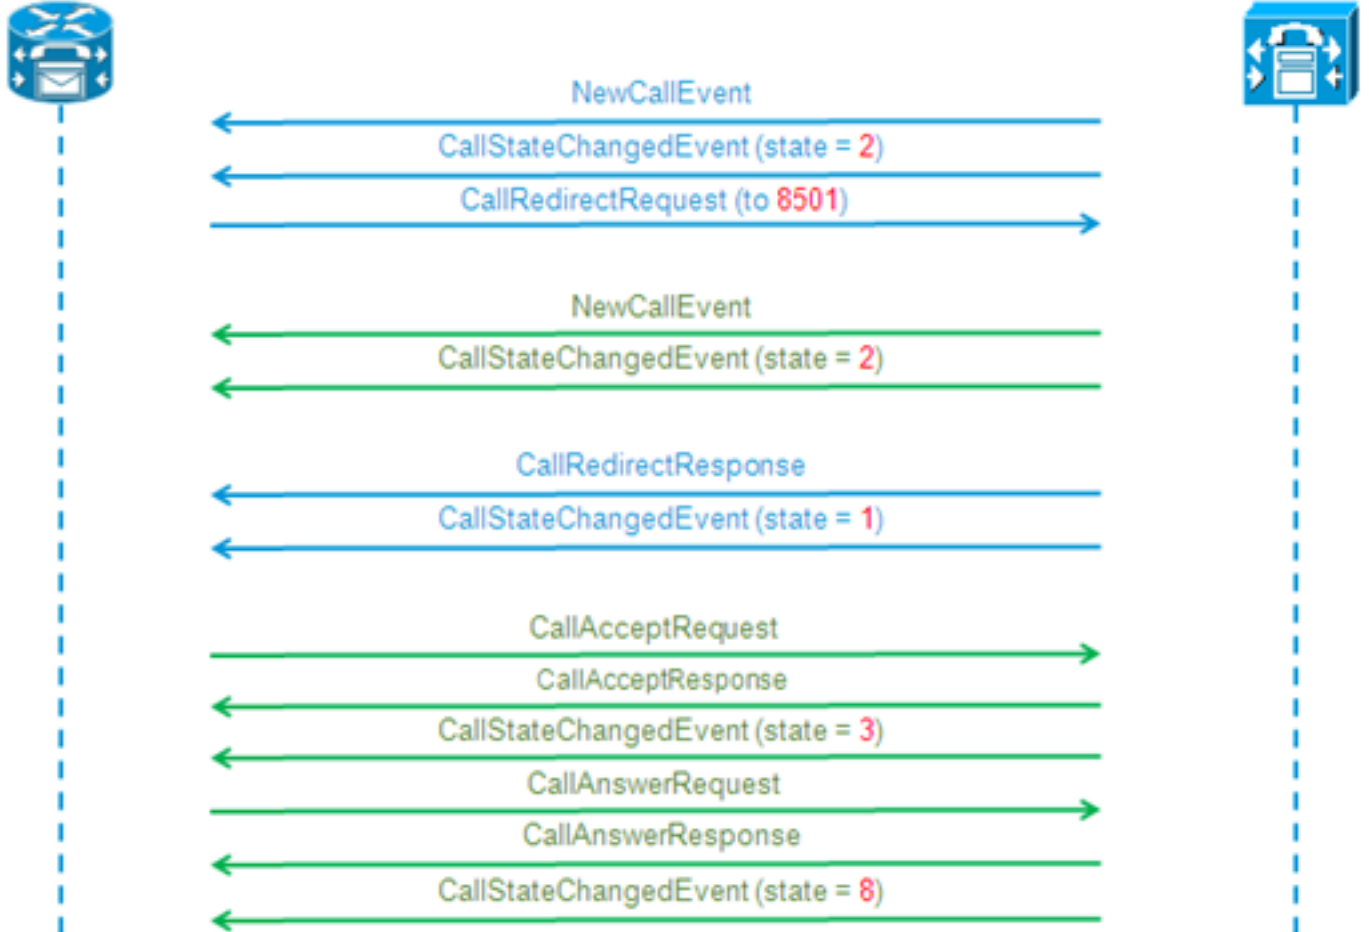 NewCallEvent
CallStateChangedEvent (state = 2)
CallRedirectRequest (to 8501)
NewCallEvent
CallStateChangedEvent (state = 2)
CallRedirectResponse
CallStateChangedEvent (state = 1)
CallAcceptRequest
CallAcceptResponse
CallStateChangedEvent (state = 3)
CallAnswerRequest
CallAnswerResponse
CallStateChangedEvent (state = 8)